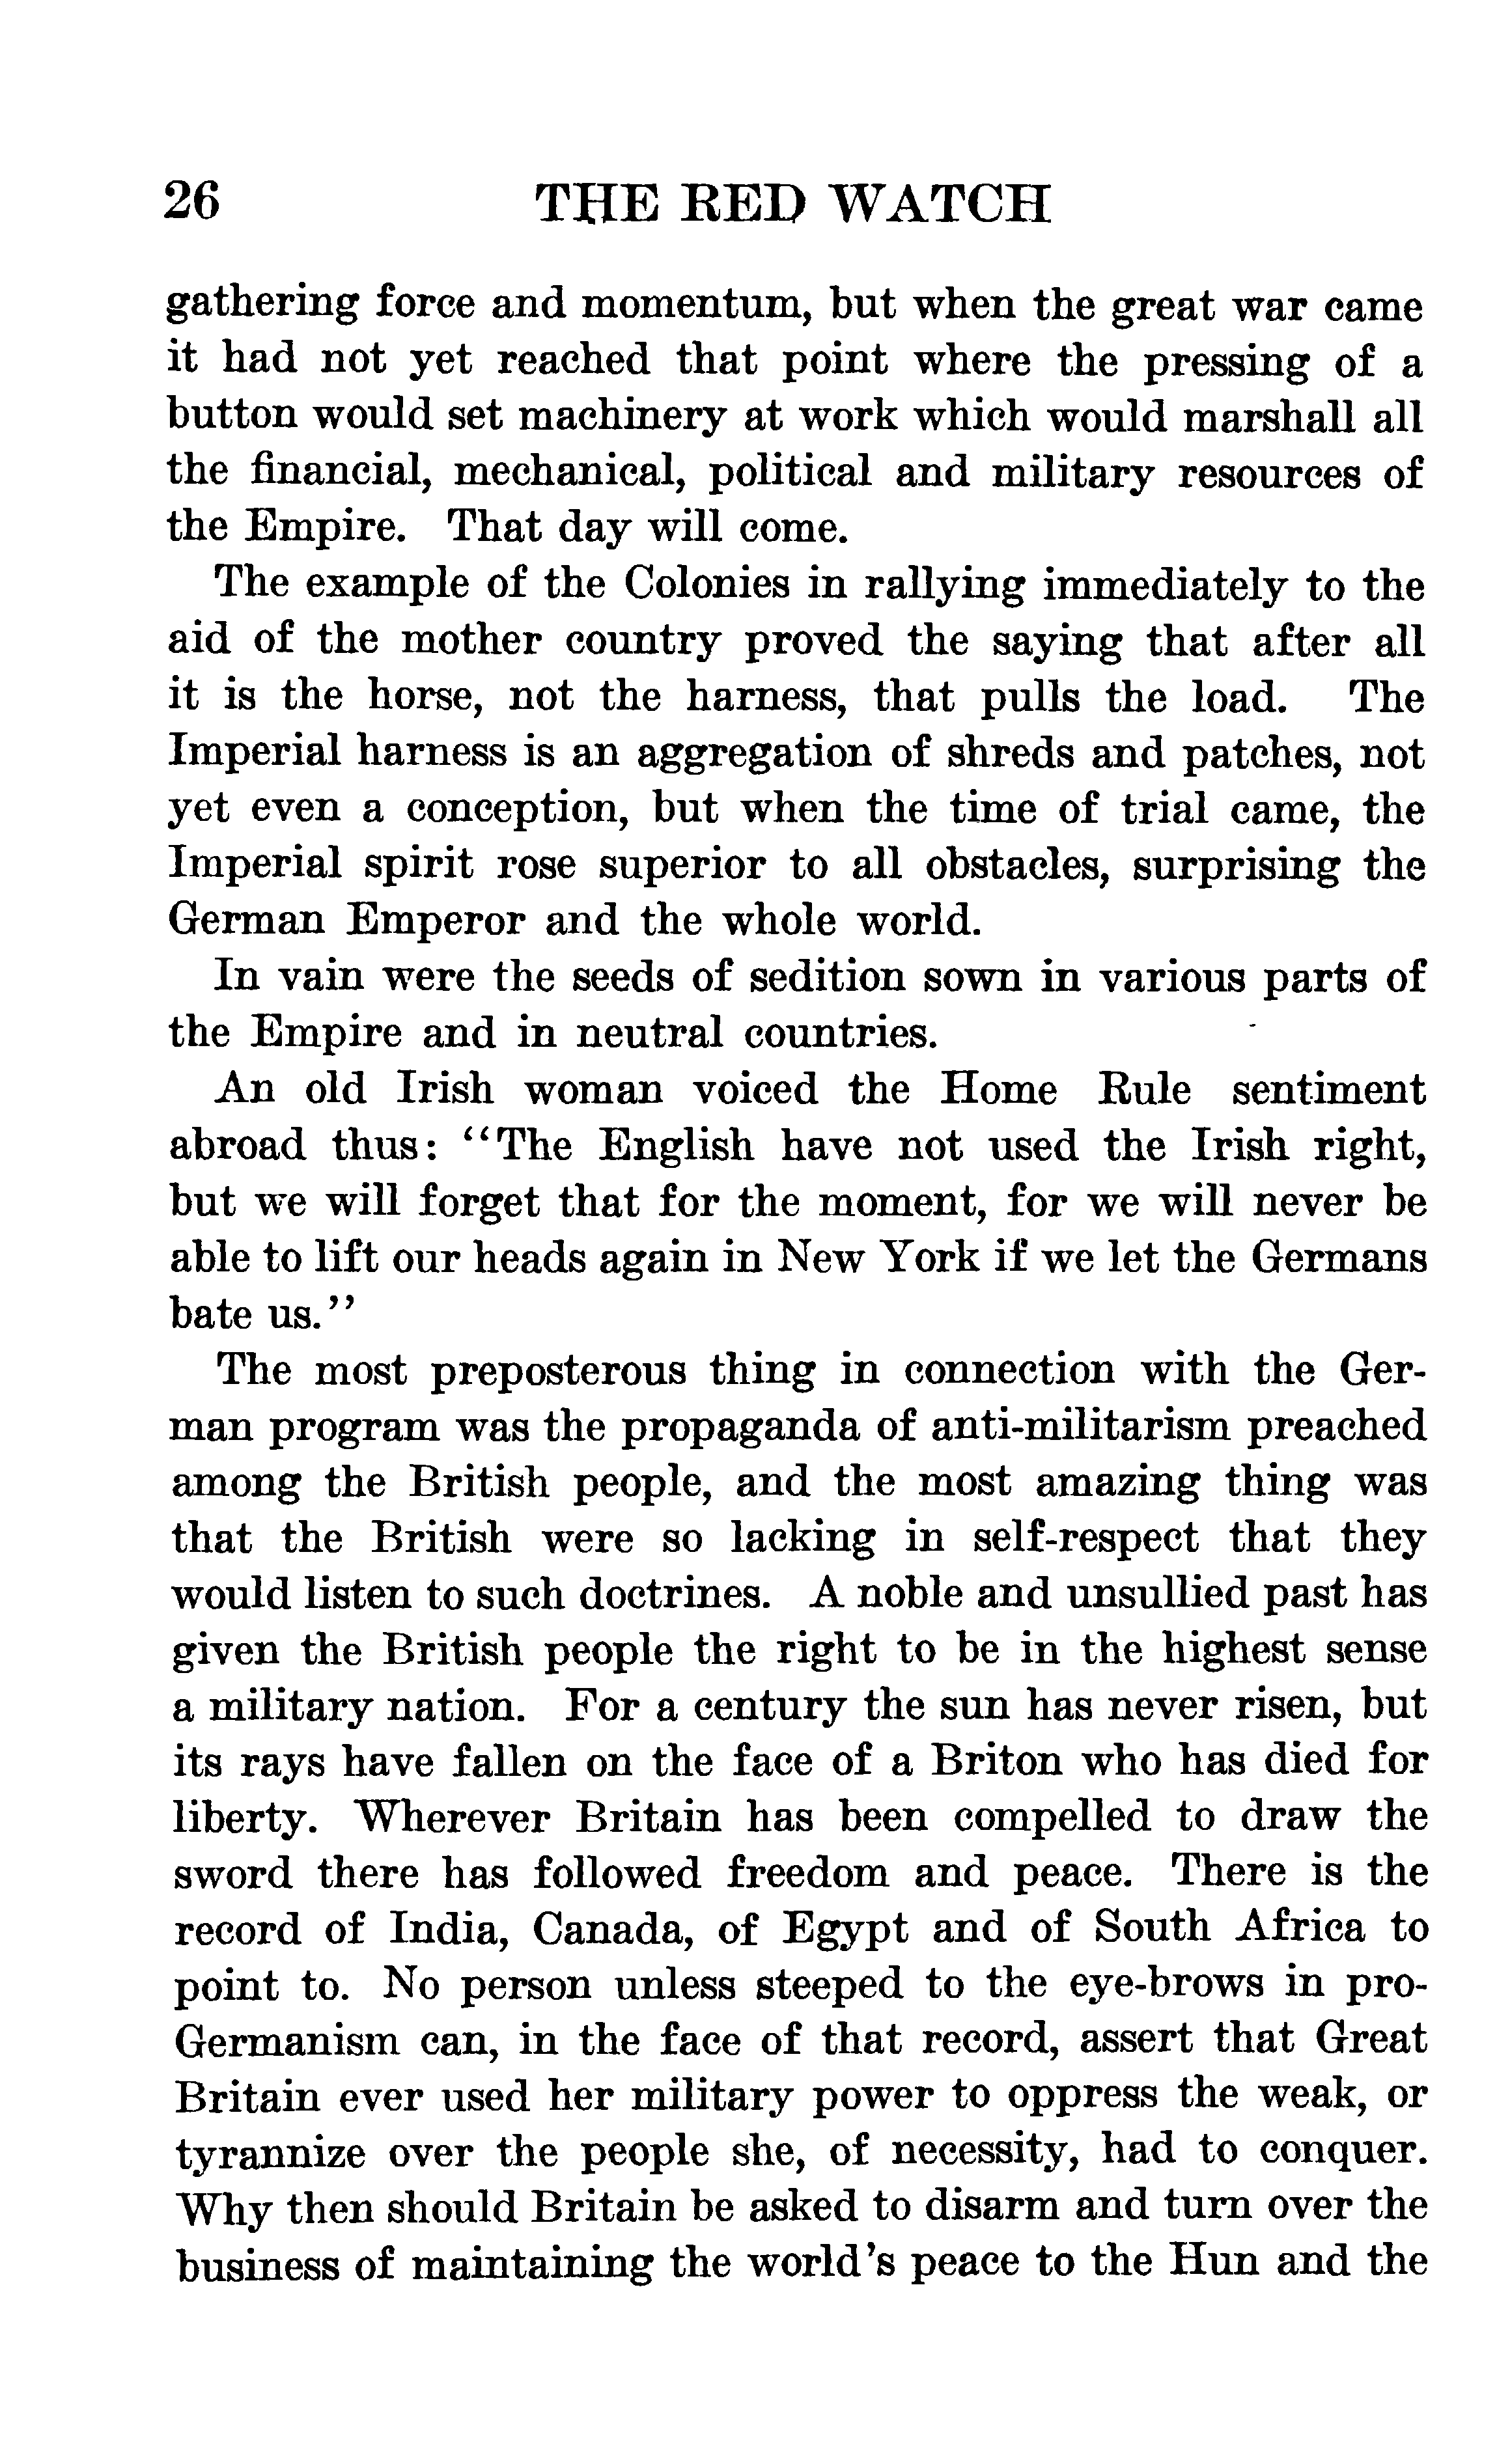 26 THE RED WATCH
gathering force and momentum, but when the great war came
it had not yet reached that point where the pressing of a
button would set machinery at work which would marshall all
the financial, mechanical, political and military resources of
the Empire. That day will come.
The example of the Colonies in rallying immediately to the
aid of the mother country proved the saying that after all
it is the horse, not the harness, that pulls the load. The
Imperial harness is an aggregation of shreds and patches, not
yet even a conception, but when the time of trial came, the
Imperial spirit rose superior to all obstacles, surprising the
German Emperor and the whole world.
In vain were the seeds of sedition sown in various parts of
the Empire and in neutral countries.
An old Irish woman voiced the Home Rule sentiment
abroad thus: "The English have not used the Irish right,
but we will forget that for the moment, for we will never be
able to lift our heads again in New York if we let the Germans
bate us."
The most preposterous thing in connection with the Ger-
man program was the propaganda of anti-militarism preached
among the British people, and the most amazing thing was
that the British were so lacking in self-respect that they
would listen to such doctrines. A noble and unsullied past has
given the British people the right to be in the highest sense
a military nation. For a century the sun has never risen, but
its rays have fallen on the face of a Briton who has died for
liberty. Wherever Britain has been compelled to draw the
sword there has followed freedom and peace. There is the
record of India, Canada, of Egypt and of South Africa to
point to. No person unless steeped to the eye-brows in pro-
Germanism can, in the face of that record, assert that Great
Britain ever used her military power to oppress the weak, or
tyrannize over the people she, of necessity, had to conquer.
Why then should Britain be asked to disarm and turn over the
business of maintaining the world's peace to the Hun and the